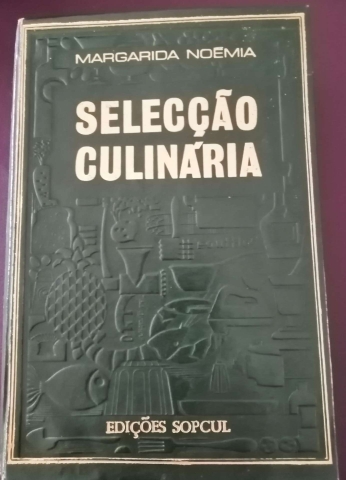 MARGARIDA NOÉMIA
SELECÇÃO
CULINÁRIA
EDIÇÕES SOPCUL